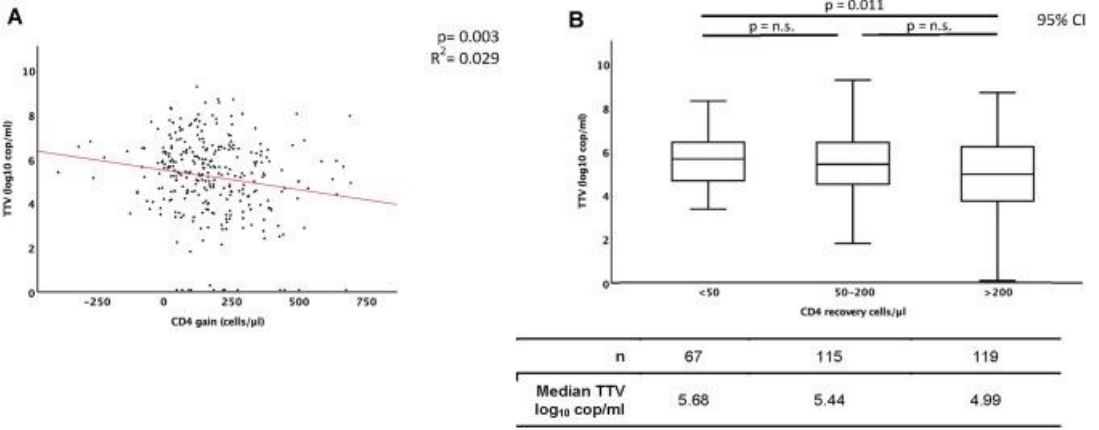 A
p= 0.003
R²= 0.029
TTV (log10 cop/ml)
10
8
6
4
2
0
-250
0
250
500
750
CD4 gain (cells/µl)
B
p = 0.011
95% CI
p = n.s.
p = n.s.
TTV (log10 cop/ml)
10
8
6
4
2
0
<50
50–200
>200
CD4 recovery cells/µl
n 67 115 119
Median TTV
log₁₀ cop/ml 5.68 5.44 4.99